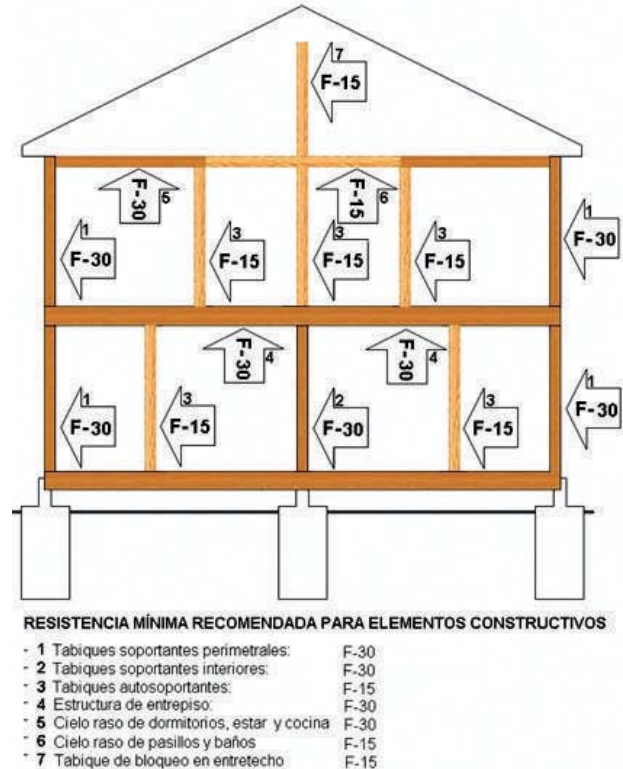 7
F-15
F-30
5
F-15
6
1
F-30
3
F-15
3
F-15
3
F-15
1
F-30
F-30
4
F-30
4
1
F-30
3
F-15
2
F-30
3
F-15
1
F-30
RESISTENCIA MÍNIMA RECOMENDADA PARA ELEMENTOS CONSTRUCTIVOS
- 1 Tabiques soportantes perimetrales: F-30
- 2 Tabiques soportantes interiores: F-30
- 3 Tabiques autosoportantes: F-15
- 4 Estructura de entrepiso: F-30
- 5 Cielo raso de dormitorios, estar y cocina F-30
- 6 Cielo raso de pasillos y baños F-15
- 7 Tabique de bloqueo en entretecho F-15